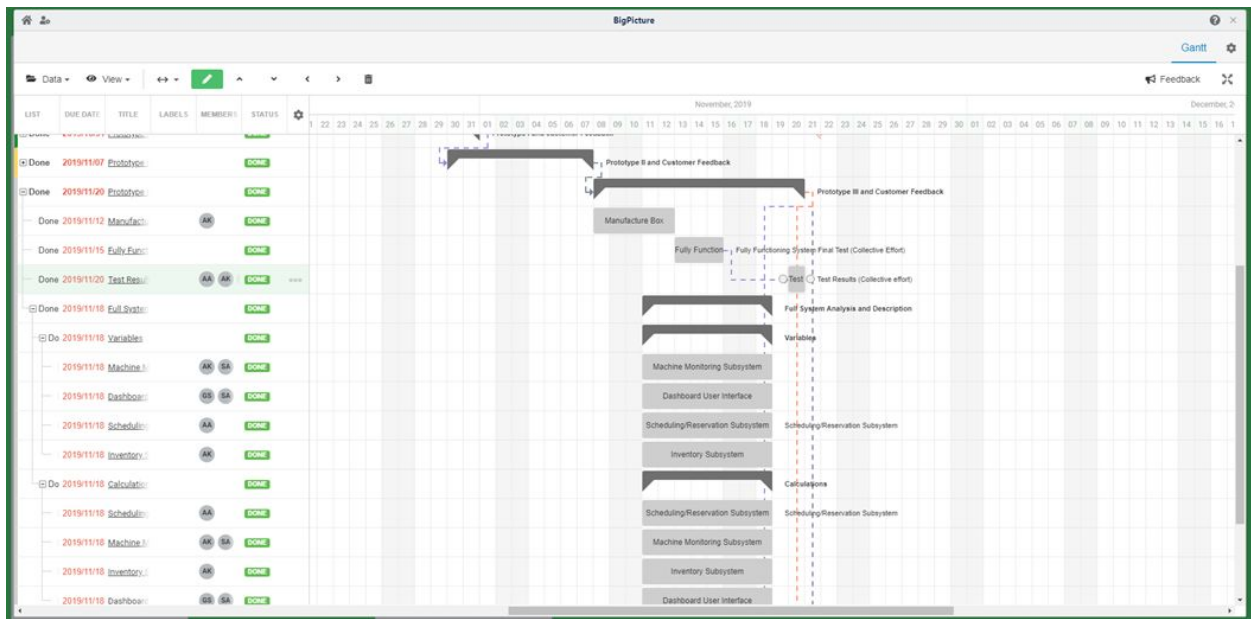 BigPicture
Gantt
Data View Feedback
LIST DUE DATE TITLE LABELS MEMBERS STATUS November, 2019 December, 2
1 22 23 24 25 26 27 28 29 30 31 01 02 03 04 05 06 07 08 09 10 11 12 13 14 15 16 17 18 19 20 21 22 23 24 25 26 27 28 29 30 01 02 03 04 05 06 07 08 09 10 11 12 13 14 15 16 1
Done 2019/11/07 Prototype DONE Prototype II and Customer Feedback
Done 2019/11/20 Prototype DONE Prototype III and Customer Feedback
Done 2019/11/12 Manufact AK DONE Manufacture Box
Done 2019/11/15 Fully Func DONE Fully Function Fully Functioning System Final Test (Collective Effort)
Done 2019/11/20 Test Resul AA AK DONE Test Test Results (Collective effort)
Done 2019/11/18 Full Syste DONE Full System Analysis and Description
Do 2019/11/18 Variables DONE Variables
2019/11/18 Machine M AK SA DONE Machine Monitoring Subsystem
2019/11/18 Dashboard GS SA DONE Dashboard User Interface
2019/11/18 Scheduling AA DONE Scheduling/Reservation Subsystem Scheduling/Reservation Subsystem
2019/11/18 Inventory AK DONE Inventory Subsystem
Do 2019/11/18 Calculation DONE Calculations
2019/11/18 Scheduling AA DONE Scheduling/Reservation Subsystem Scheduling/Reservation Subsystem
2019/11/18 Machine M AK SA DONE Machine Monitoring Subsystem
2019/11/18 Inventory AK DONE Inventory Subsystem
2019/11/18 Dashboard GS SA DONE Dashboard User Interface